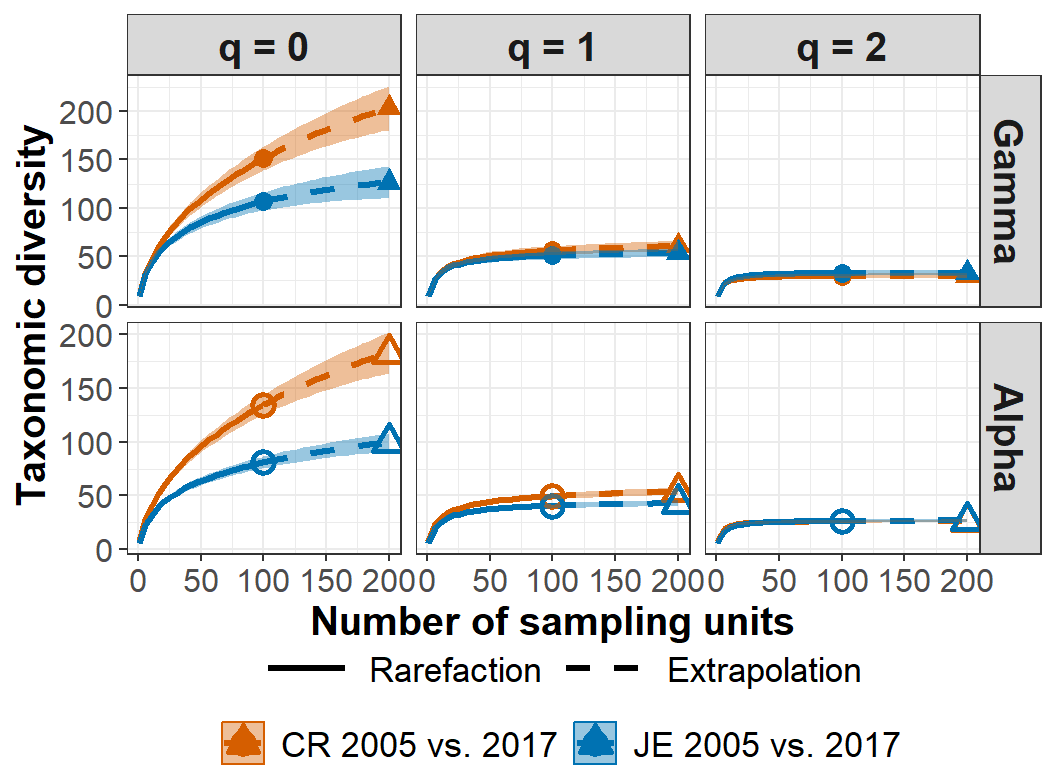 q = 0 q = 1 q = 2
Taxonomic diversity
200
150
100
50
0
Gamma
200
150
100
50
0
Alpha
0 50 100 150 200 0 50 100 150 200 0 50 100 150 200
Number of sampling units
Rarefaction Extrapolation
CR 2005 vs. 2017 JE 2005 vs. 2017